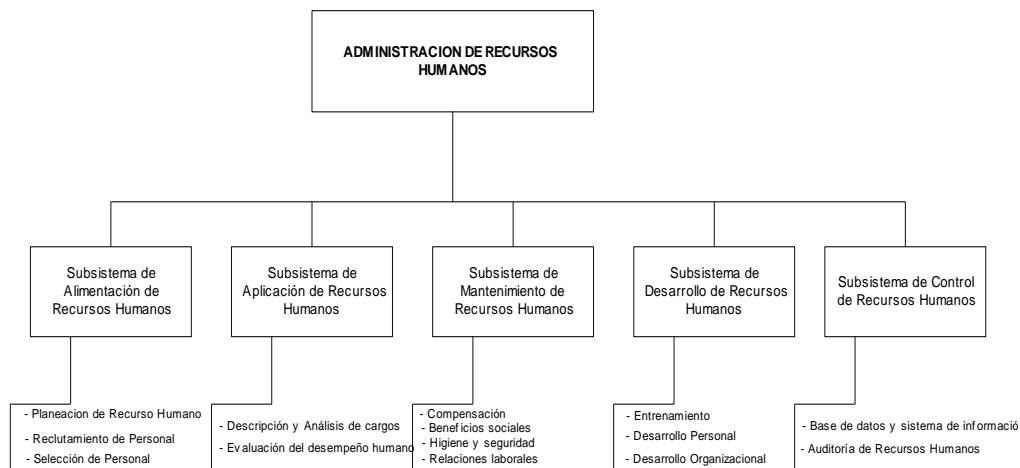 ADMINISTRACION DE RECURSOS
HUMANOS
Subsistema de
Alimentación de
Recursos Humanos
Subsistema de
Aplicación de Recursos
Humanos
Subsistema de
Mantenimiento de
Recursos Humanos
Subsistema de
Desarrollo de Recursos
Humanos
Subsistema de Control
de Recursos Humanos
- Planeacion de Recurso Humano
- Reclutamiento de Personal
- Selección de Personal
- Descripción y Análisis de cargos
- Evaluación del desempeño humano
- Compensación
- Beneficios sociales
- Higiene y seguridad
- Relaciones laborales
- Entrenamiento
- Desarrollo Personal
- Desarrollo Organizacional
- Base de datos y sistema de informació
- Auditoría de Recursos Humanos